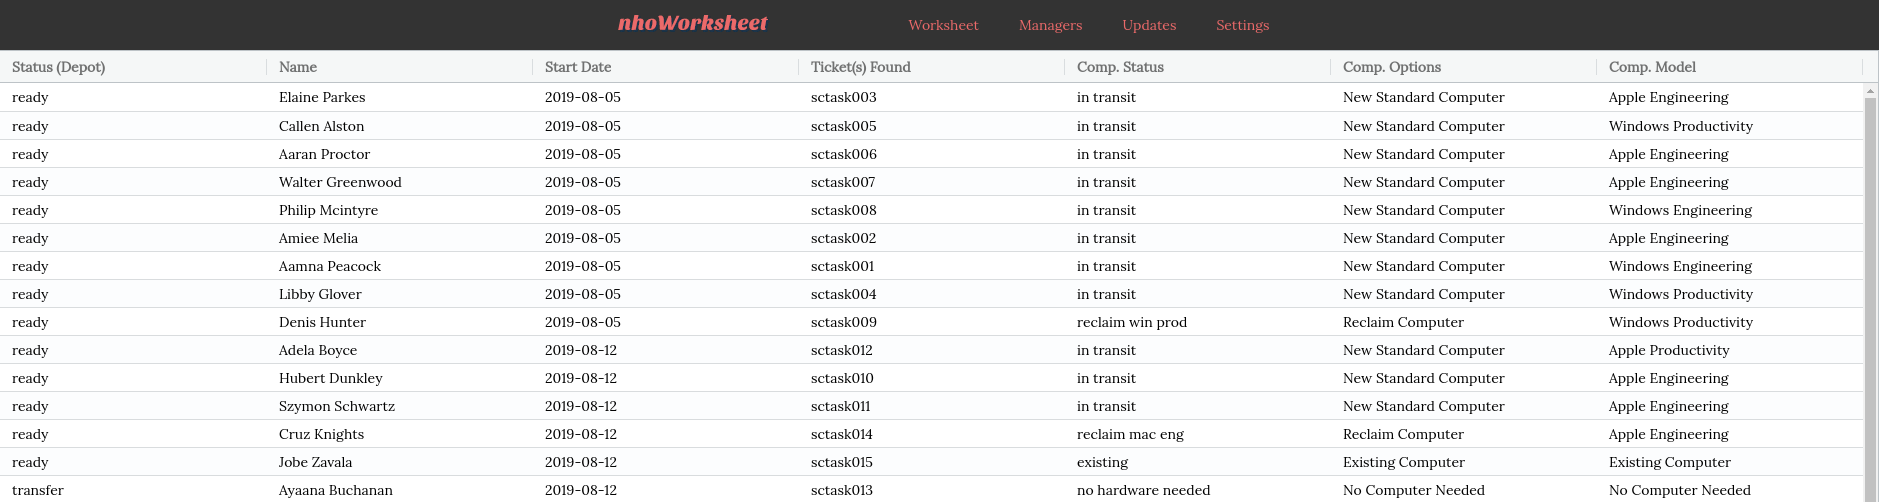 nhoWorksheet Worksheet Managers Updates Settings
Status (Depot) Name Start Date Ticket(s) Found Comp. Status Comp. Options Comp. Model
ready Elaine Parkes 2019-08-05 sctask003 in transit New Standard Computer Apple Engineering
ready Callen Alston 2019-08-05 sctask005 in transit New Standard Computer Windows Productivity
ready Aaran Proctor 2019-08-05 sctask006 in transit New Standard Computer Apple Engineering
ready Walter Greenwood 2019-08-05 sctask007 in transit New Standard Computer Apple Engineering
ready Philip Mcintyre 2019-08-05 sctask008 in transit New Standard Computer Windows Engineering
ready Amiee Melia 2019-08-05 sctask002 in transit New Standard Computer Apple Engineering
ready Aamna Peacock 2019-08-05 sctask001 in transit New Standard Computer Windows Engineering
ready Libby Glover 2019-08-05 sctask004 in transit New Standard Computer Windows Productivity
ready Denis Hunter 2019-08-05 sctask009 reclaim win prod Reclaim Computer Windows Productivity
ready Adela Boyce 2019-08-12 sctask012 in transit New Standard Computer Apple Productivity
ready Hubert Dunkley 2019-08-12 sctask010 in transit New Standard Computer Apple Engineering
ready Szymon Schwartz 2019-08-12 sctask011 in transit New Standard Computer Apple Engineering
ready Cruz Knights 2019-08-12 sctask014 reclaim mac eng Reclaim Computer Apple Engineering
ready Jobe Zavala 2019-08-12 sctask015 existing Existing Computer Existing Computer
transfer Ayaana Buchanan 2019-08-12 sctask013 no hardware needed No Computer Needed No Computer Needed